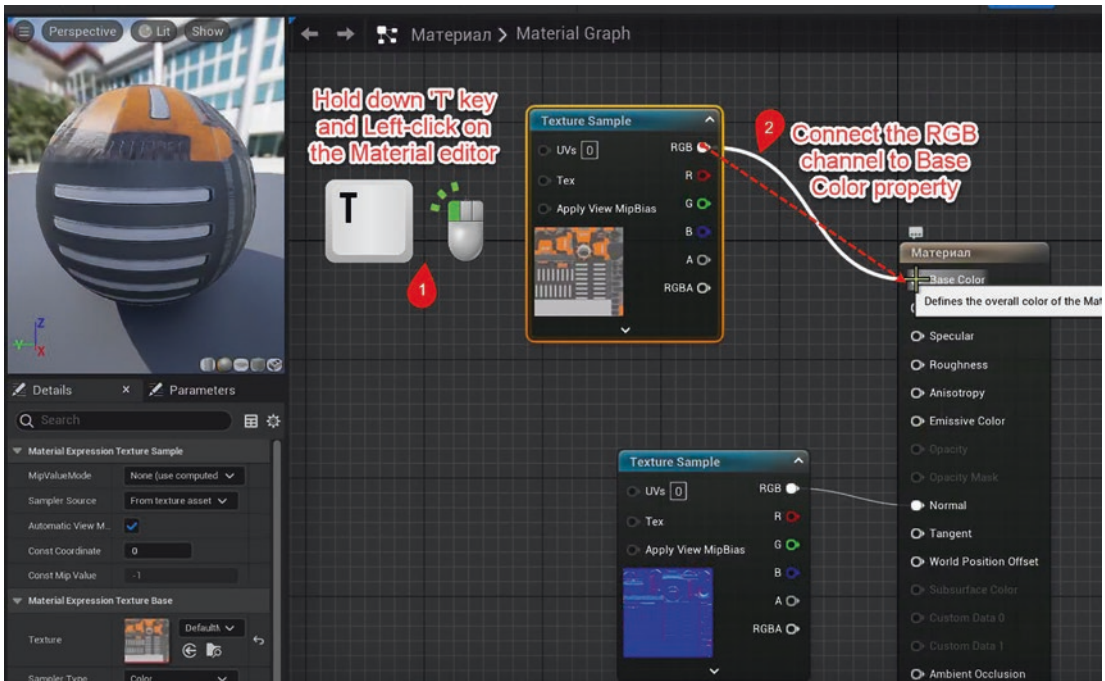 Perspective
Lit
Show
Материал > Material Graph
Hold down 'T' key
and Left-click on
the Material editor
T
1
Texture Sample
UVs 0
Tex
Apply View MipBias
RGB
R
G
B
A
RGBA
2
Connect the RGB
channel to Base
Color property
Материал
Base Color
Defines the overall color of the Mat
Specular
Roughness
Anisotropy
Emissive Color
Opacity
Opacity Mask
Normal
Tangent
World Position Offset
Subsurface Color
Custom Data 0
Custom Data 1
Ambient Occlusion
Texture Sample
UVs 0
Tex
Apply View MipBias
RGB
R
G
B
A
RGBA
Z
Y
X
Details
Parameters
Search
Material Expression Texture Sample
MipValueMode
None (use computed
Sampler Source
From texture asset
Automatic View M..
Const Coordinate
0
Const Mip Value
-1
Material Expression Texture Base
Texture
Sampler Type
Color